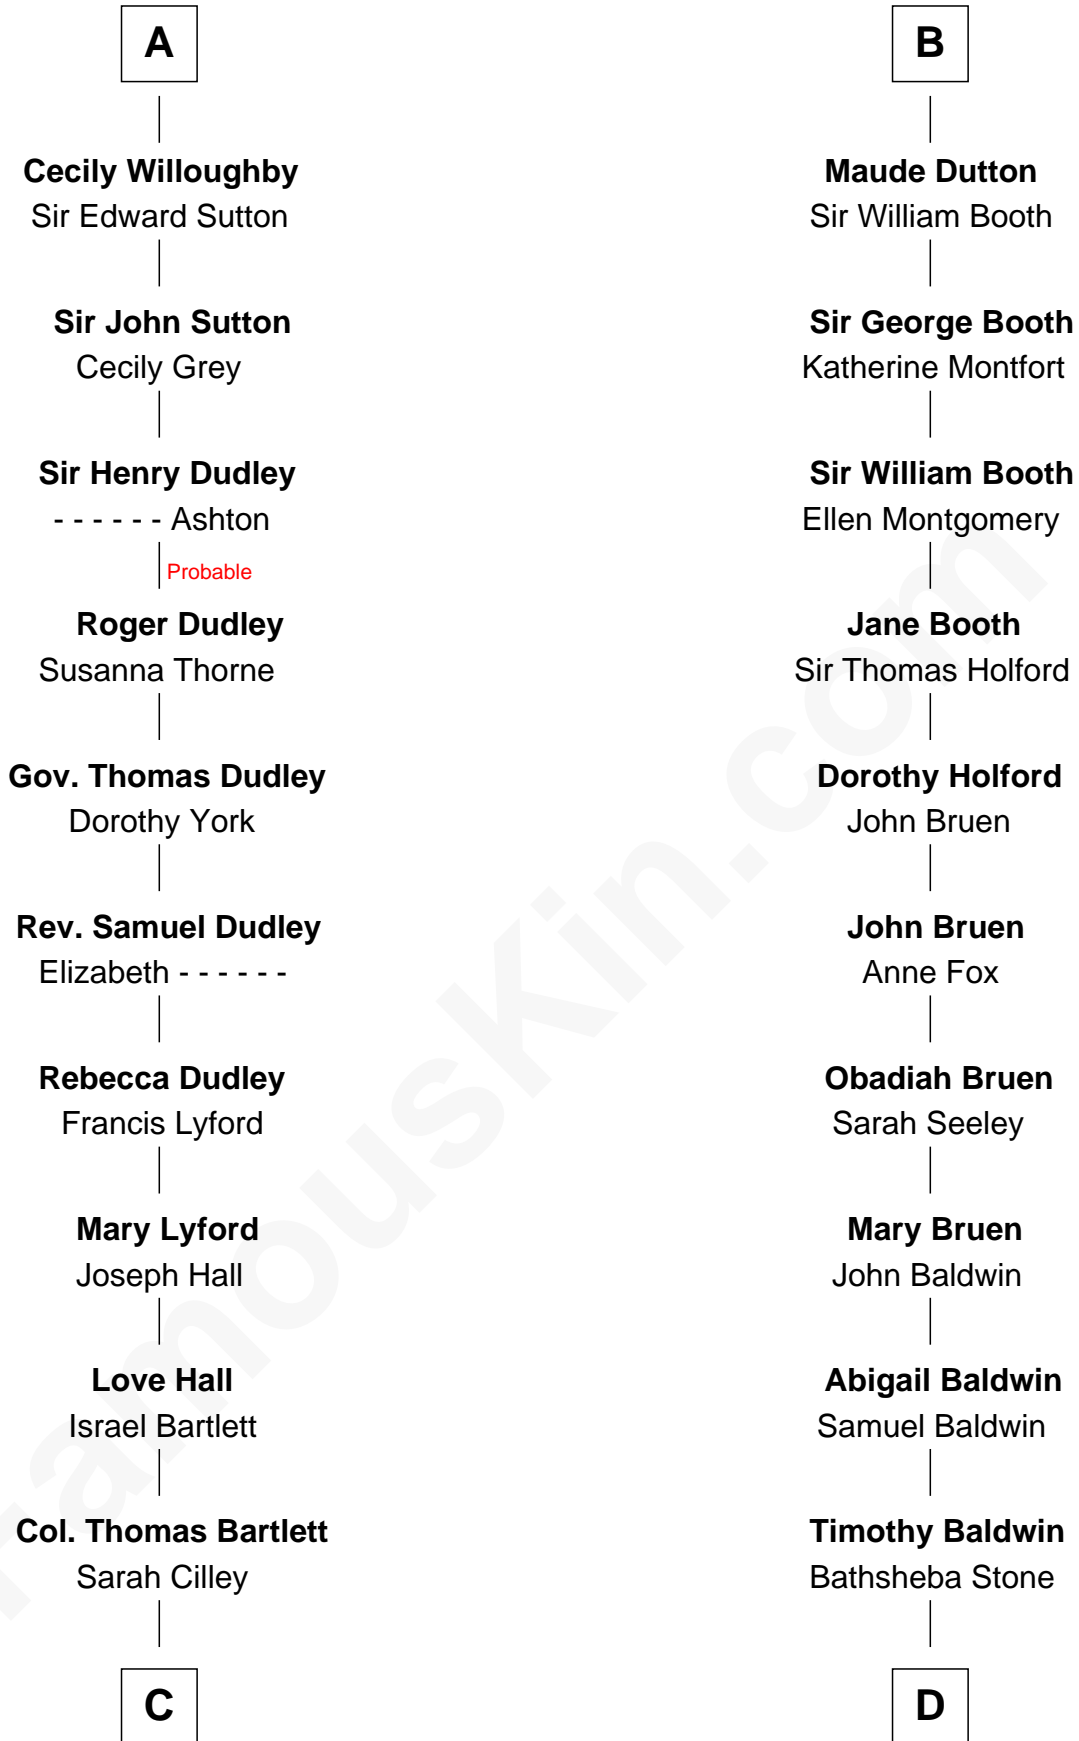 A
Cecily Willoughby
Sir Edward Sutton
Sir John Sutton
Cecily Grey
Sir Henry Dudley
- - - - - - Ashton
Probable
Roger Dudley
Susanna Thorne
Gov. Thomas Dudley
Dorothy York
Rev. Samuel Dudley
Elizabeth - - - - - -
Rebecca Dudley
Francis Lyford
Mary Lyford
Joseph Hall
Love Hall
Israel Bartlett
Col. Thomas Bartlett
Sarah Cilley
C
B
Maude Dutton
Sir William Booth
Sir George Booth
Katherine Montfort
Sir William Booth
Ellen Montgomery
Jane Booth
Sir Thomas Holford
Dorothy Holford
John Bruen
John Bruen
Anne Fox
Obadiah Bruen
Sarah Seeley
Mary Bruen
John Baldwin
Abigail Baldwin
Samuel Baldwin
Timothy Baldwin
Bathsheba Stone
D
FamousKin.com